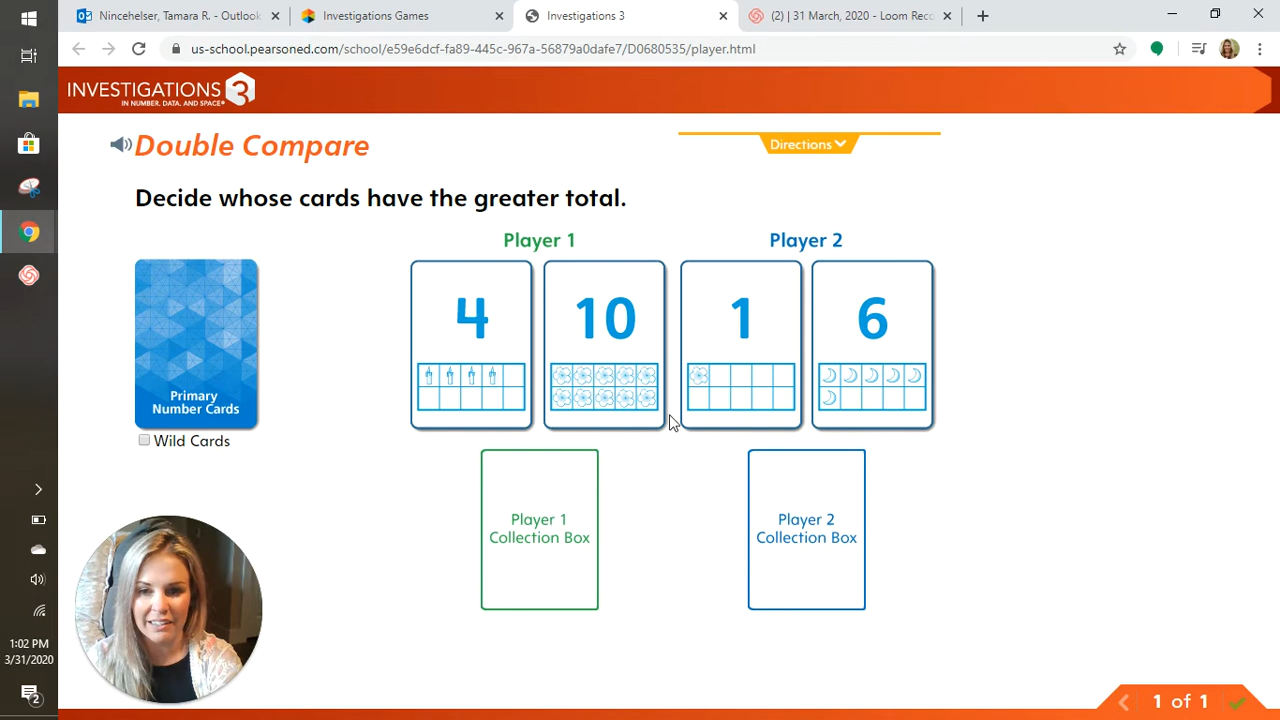 Nincehelser, Tamara R. - Outlook
Investigations Games
Investigations 3
(2) | 31 March, 2020 - Loom Reco
us-school.pearsoned.com/school/e59e6dcf-fa89-445c-967a-56879a0dafe7/D0680535/player.html
INVESTIGATIONS 3
IN NUMBER, DATA, AND SPACE®
Double Compare
Directions
Decide whose cards have the greater total.
Player 1
Player 2
4
10
1
6
Primary
Number Cards
Wild Cards
Player 1
Collection Box
Player 2
Collection Box
1:02 PM
3/31/2020
2
1 of 1